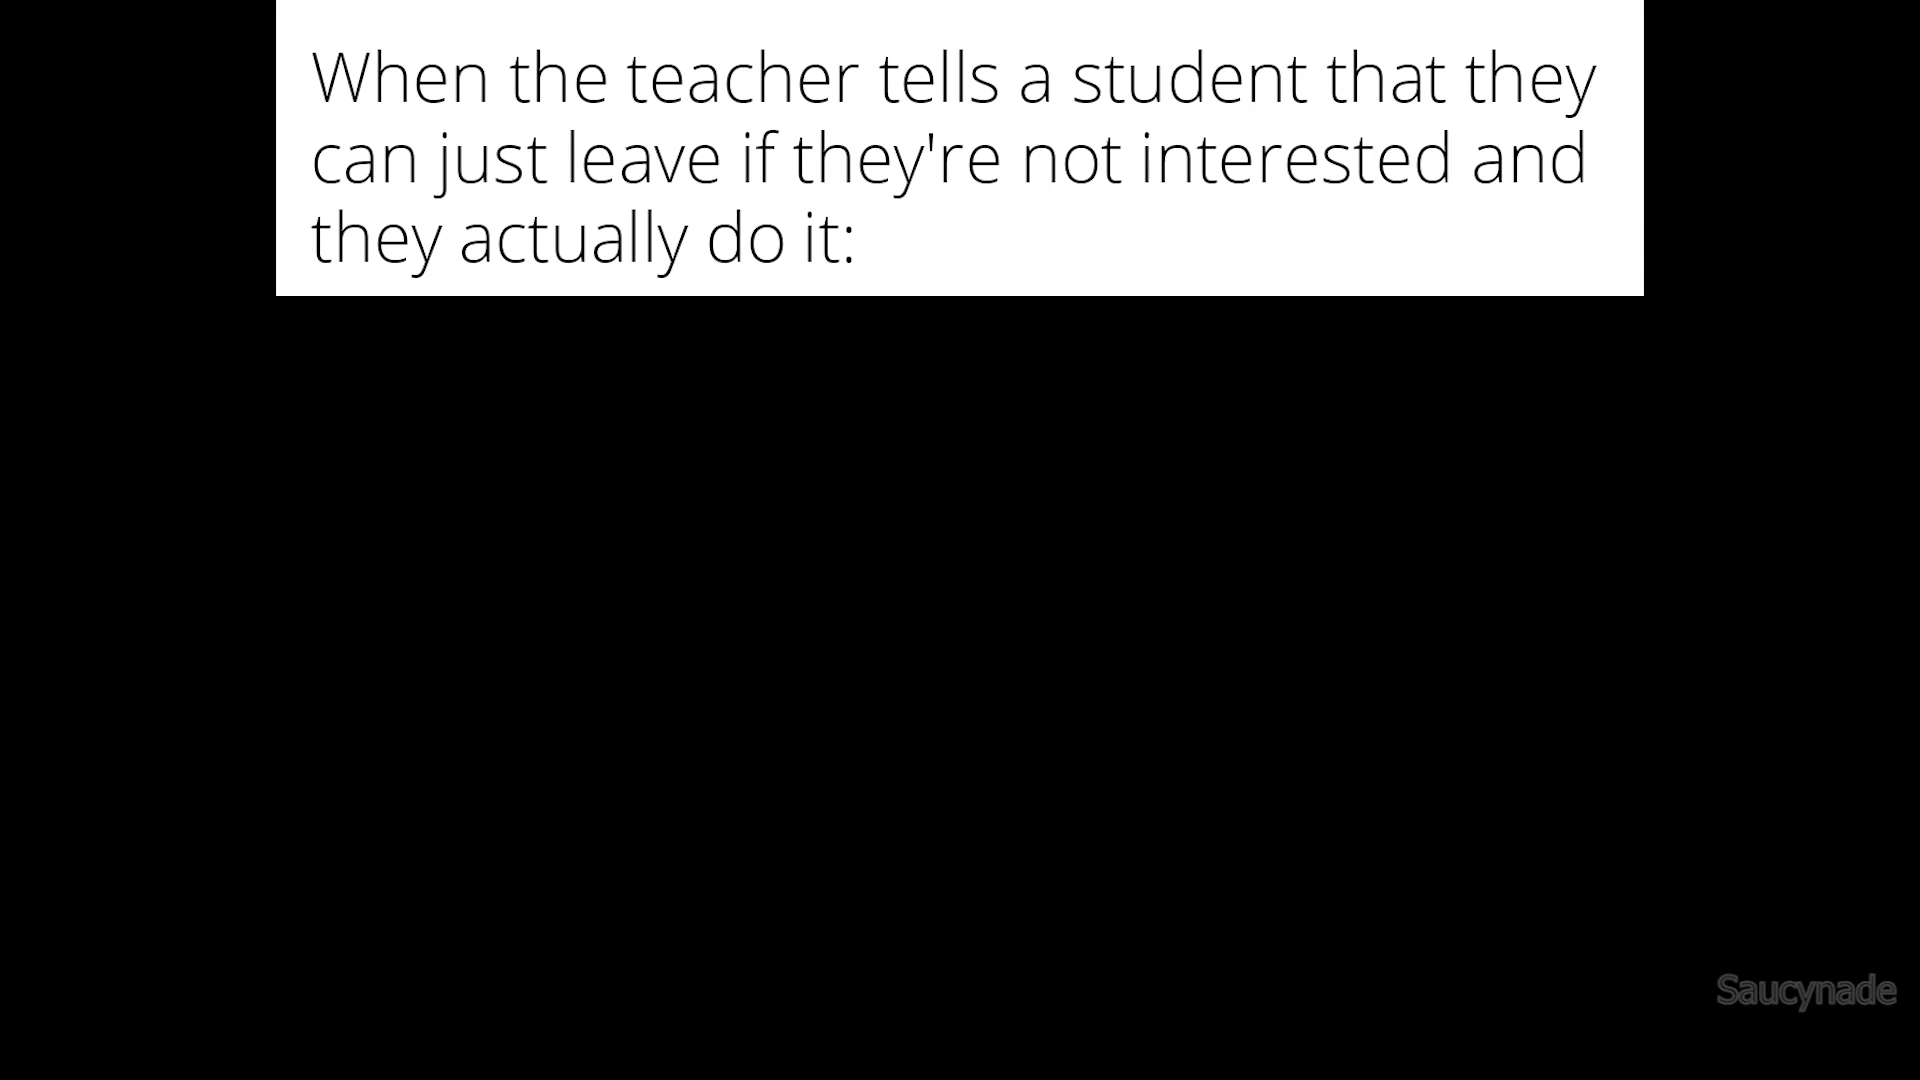 When the teacher tells a student that they
can just leave if they're not interested and
they actually do it:
Saucynade